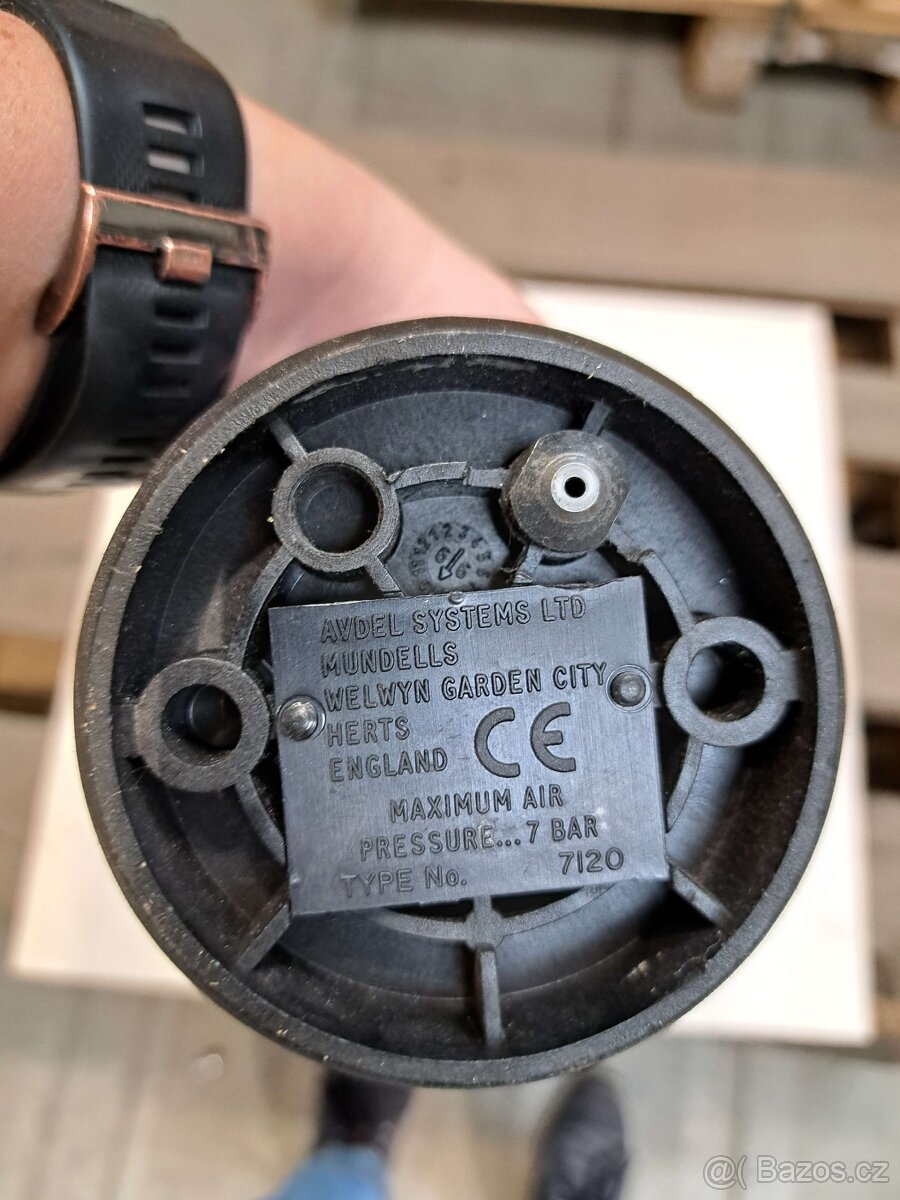 AVDEL SYSTEMS LTD
MUNDELLS
WELWYN GARDEN CITY
HERTS
ENGLAND CE
MAXIMUM AIR
PRESSURE... 7 BAR
TYPE No. 7120
@( Bazos.cz